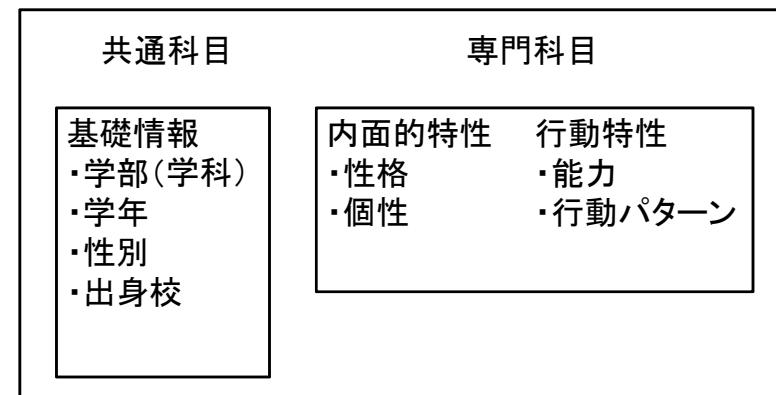 共通科目
専門科目
基礎情報
・学部(学科)
・学年
・性別
・出身校
内面的特性 行動特性
・性格 ・能力
・個性 ・行動パターン